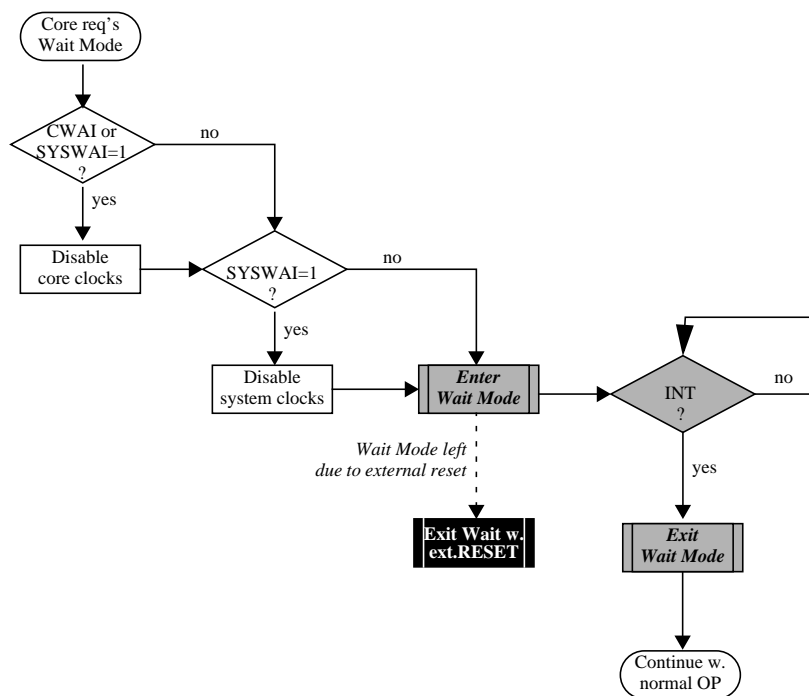 Core req's
Wait Mode
CWAI or
SYSWAI=1
?
no
yes
Disable
core clocks
SYSWAI=1
?
no
yes
Disable
system clocks
Enter
Wait Mode
INT
?
no
Wait Mode left
due to external reset
yes
Exit Wait w.
ext.RESET
Exit
Wait Mode
Continue w.
normal OP